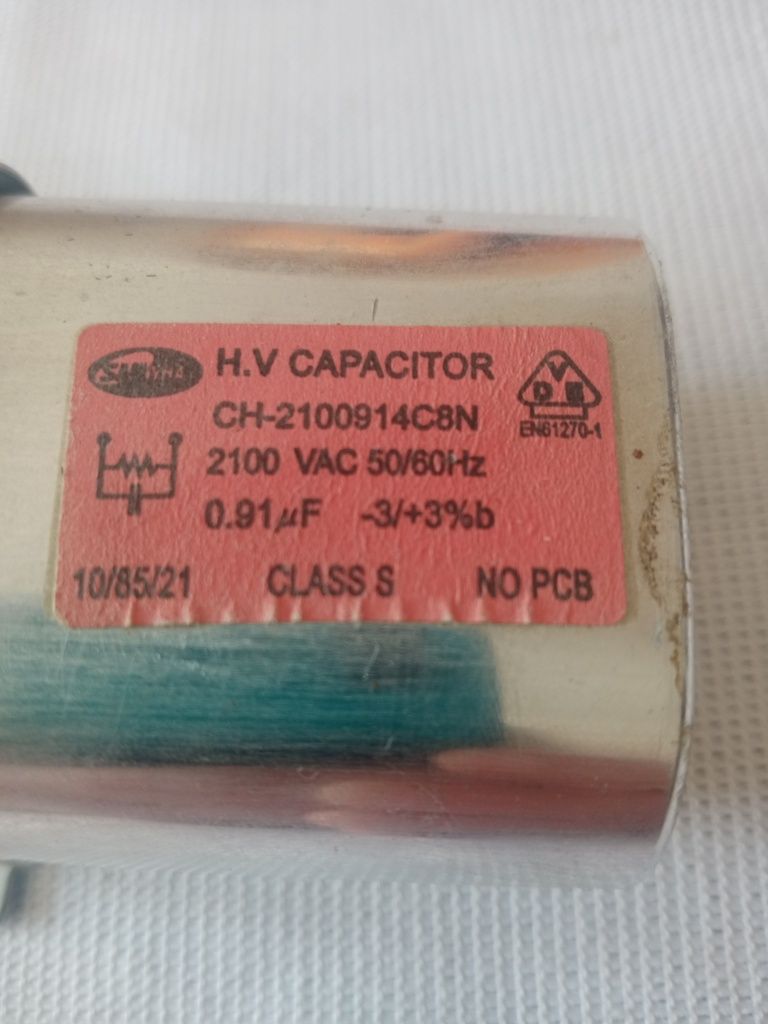 H.V CAPACITOR
VDE
EN61270-1
CH-2100914C8N
2100 VAC 50/60Hz
0.91µF -3/+3%b
10/85/21 CLASS S NO PCB